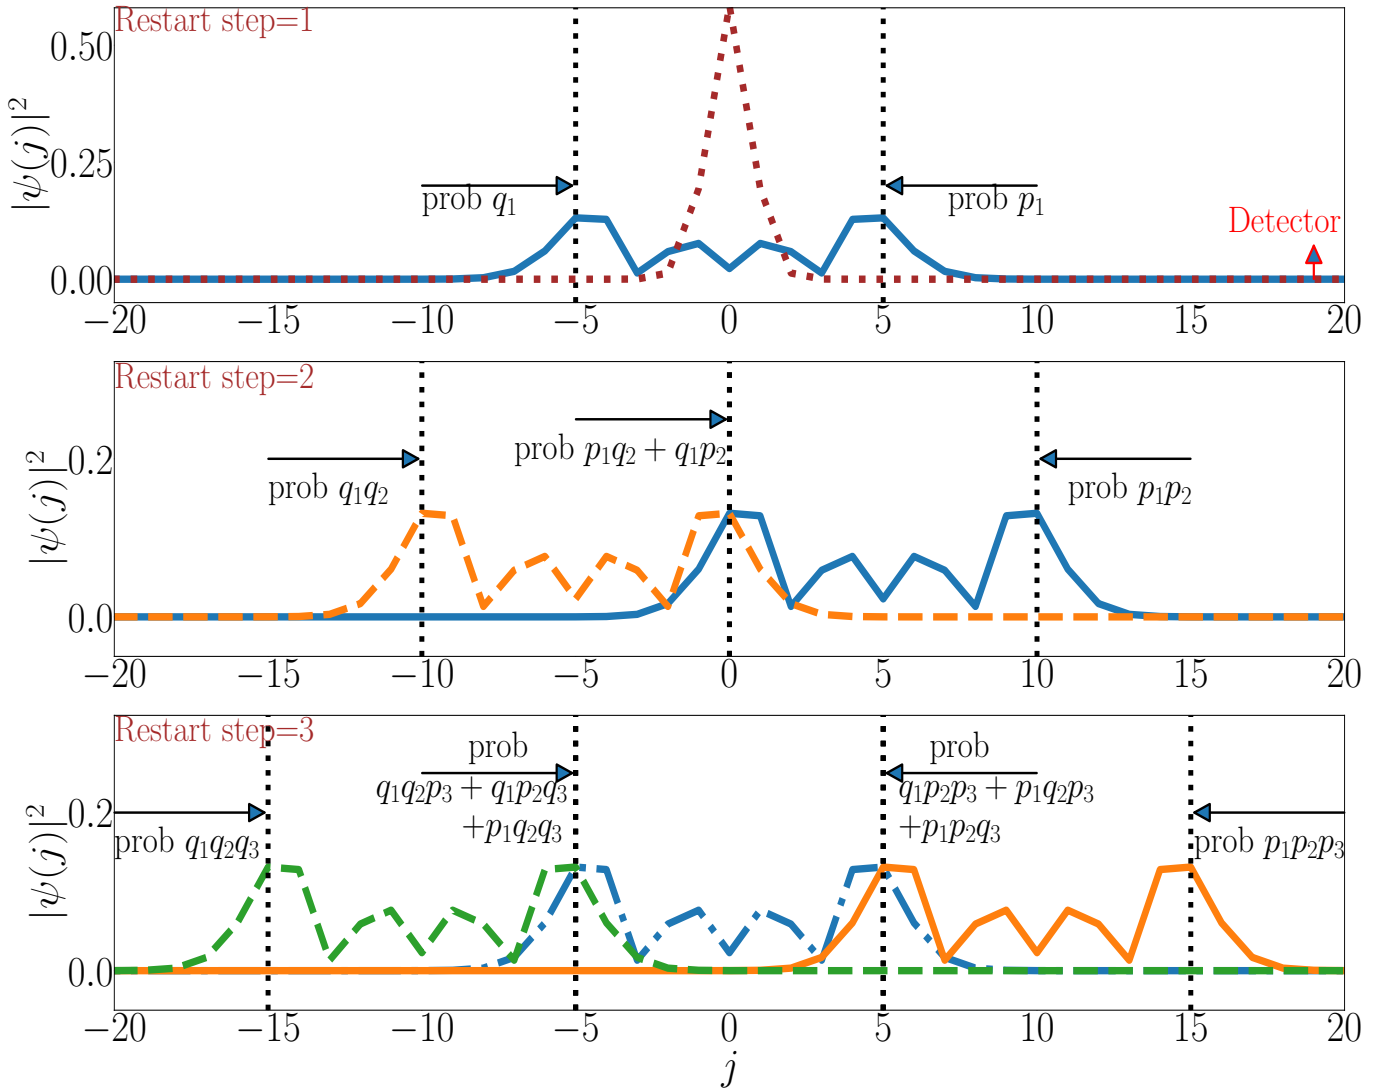 Restart step=1
0.50
0.25
0.00
|ψ(j)|²
prob q₁
prob p₁
Detector
−20 −15 −10 −5 0 5 10 15 20
Restart step=2
0.2
0.0
|ψ(j)|²
prob q₁q₂
prob p₁q₂ + q₁p₂
prob p₁p₂
−20 −15 −10 −5 0 5 10 15 20
Restart step=3
0.2
0.0
|ψ(j)|²
prob q₁q₂q₃
prob
q₁q₂p₃ + q₁p₂q₃
+p₁q₂q₃
prob
q₁p₂p₃ + p₁q₂p₃
+p₁p₂q₃
prob p₁p₂p₃
−20 −15 −10 −5 0 5 10 15 20
j